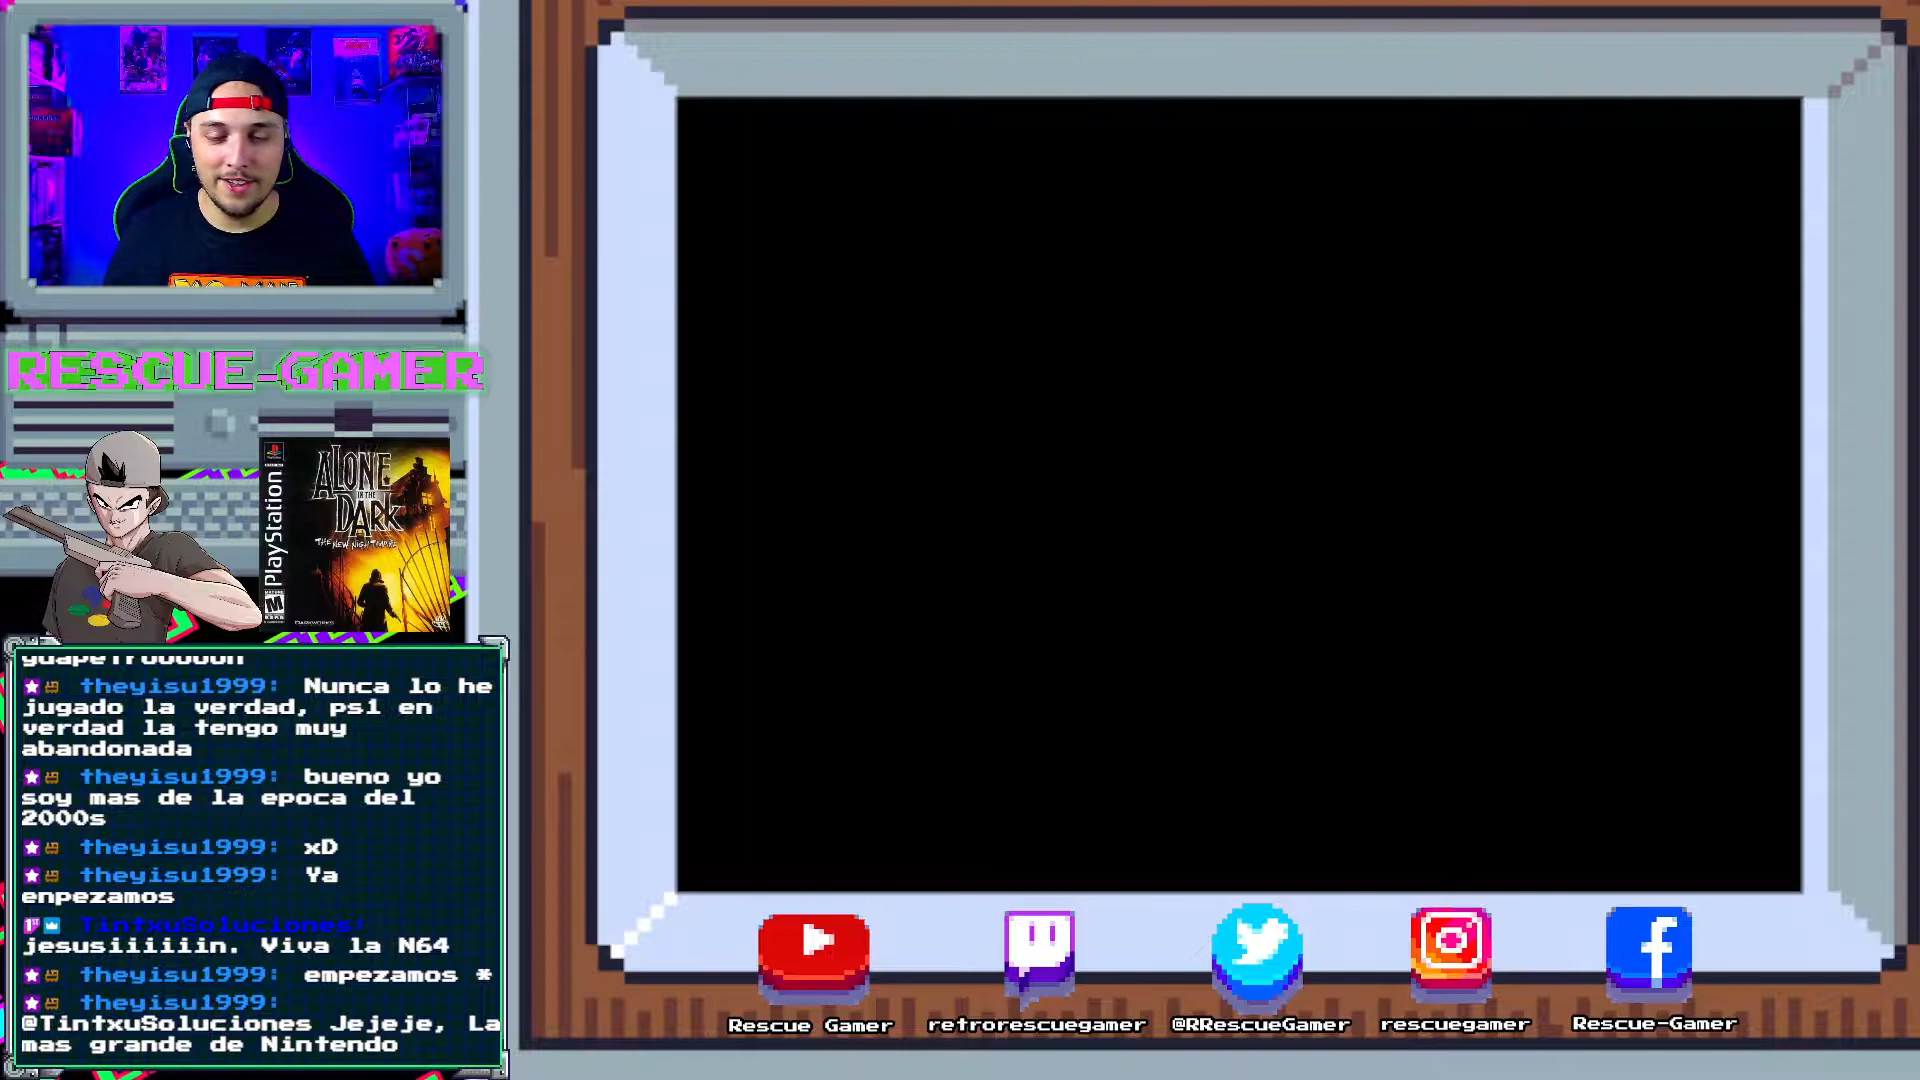 RESCUE-GAMER
PlayStation
ALONE
IN THE
DARK
THE NEW NIGHTMARE
MATURE
M
DARKWORKS
guapetrooooon
theyisu1999: Nunca lo he
jugado la verdad, ps1 en
verdad la tengo muy
abandonada
theyisu1999: bueno yo
soy mas de la epoca del
2000s
theyisu1999: xD
theyisu1999: Ya
enpezamos
TintxuSoluciones:
jesusiiiiiin. Viva la N64
theyisu1999: empezamos *
theyisu1999:
@TintxuSoluciones Jejeje, La
mas grande de Nintendo
Rescue Gamer
retrorescuegamer
@RRescueGamer
rescuegamer
Rescue-Gamer